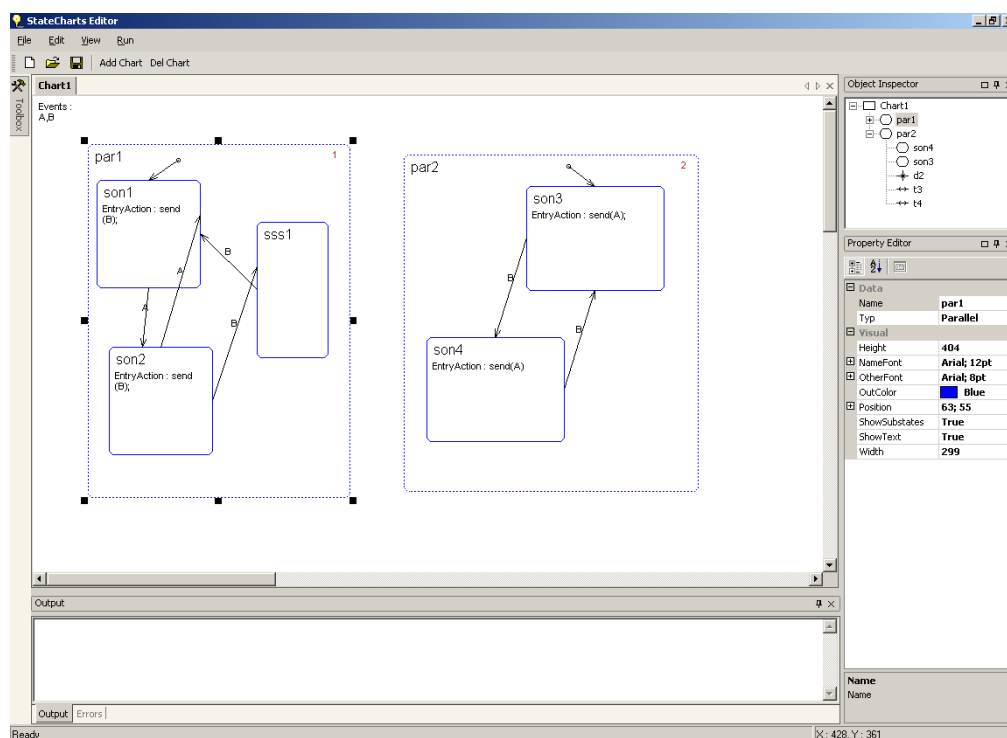 StateCharts Editor
File Edit View Run
Add Chart Del Chart
Toolbox
Chart1
Events :
A,B
par1
1
son1
EntryAction : send
(B);
sss1
B
A
A
B
son2
EntryAction : send
(B);
par2
2
son3
EntryAction : send(A);
B
B
son4
EntryAction : send(A)
Object Inspector
Chart1
par1
par2
son4
son3
d2
t3
t4
Property Editor
Data
Name par1
Typ Parallel
Visual
Height 404
NameFont Arial; 12pt
OtherFont Arial; 8pt
OutColor Blue
Position 63; 55
ShowSubstates True
ShowText True
Width 299
Name
Name
Output
Output Errors
Ready
X : 428, Y : 361